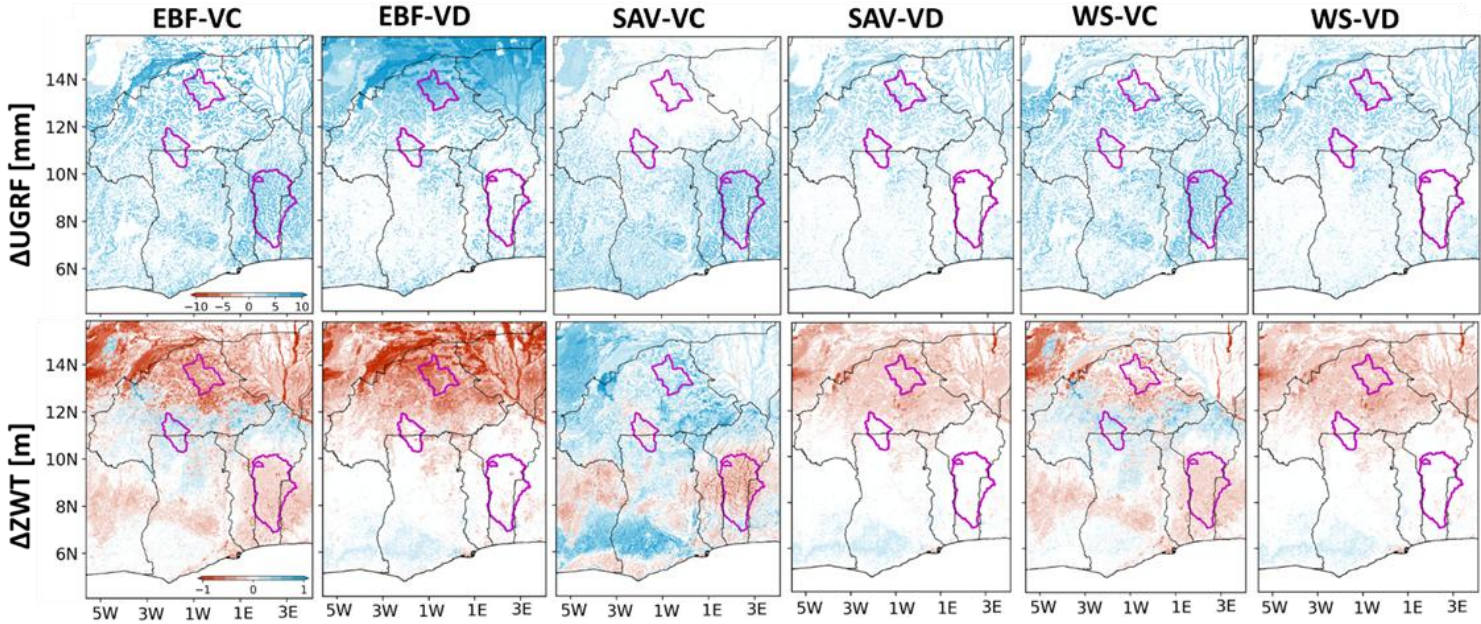 EBF-VC EBF-VD SAV-VC SAV-VD WS-VC WS-VD
ΔUGRF [mm]
14N
12N
10N
8N
6N
−10 −5 0 5 10
ΔZWT [m]
14N
12N
10N
8N
6N
−1 0 1
5W 3W 1W 1E 3E 5W 3W 1W 1E 3E 5W 3W 1W 1E 3E 5W 3W 1W 1E 3E 5W 3W 1W 1E 3E 5W 3W 1W 1E 3E